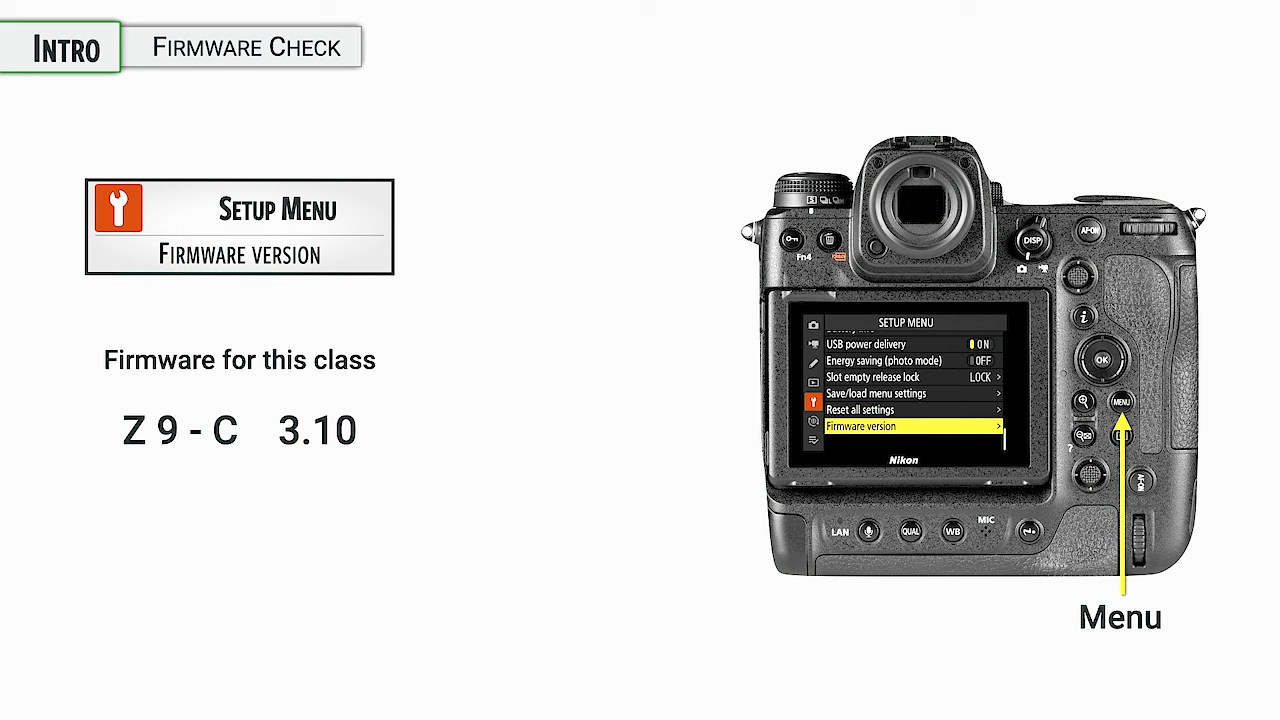 INTRO
FIRMWARE CHECK
SETUP MENU
FIRMWARE VERSION
Firmware for this class
Z 9 - C 3.10
DISP
AF-ON
Fn4
i
SETUP MENU
USB power delivery ON
Energy saving (photo mode) OFF
Slot empty release lock LOCK >
Save/load menu settings >
Reset all settings >
Firmware version >
OK
MENU
?
Nikon
AF-ON
LAN
QUAL
WB
MIC
Menu